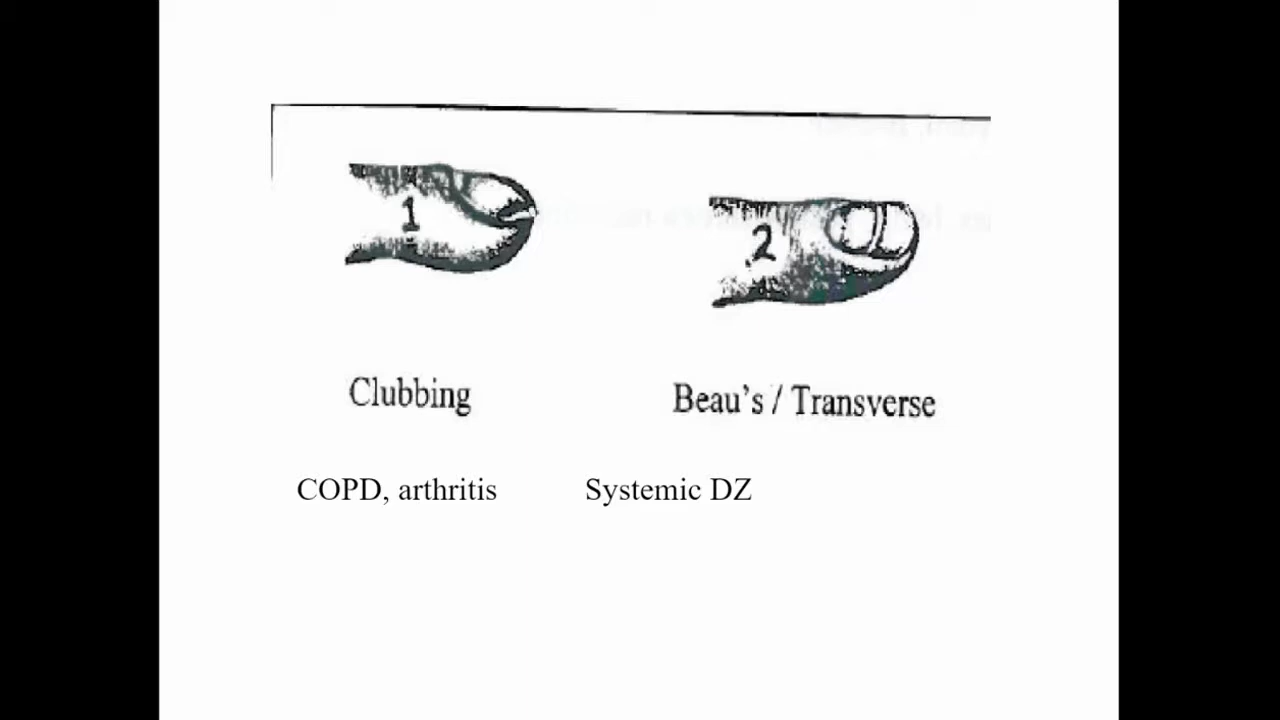 1
2
Clubbing
Beau's / Transverse
COPD, arthritis
Systemic DZ